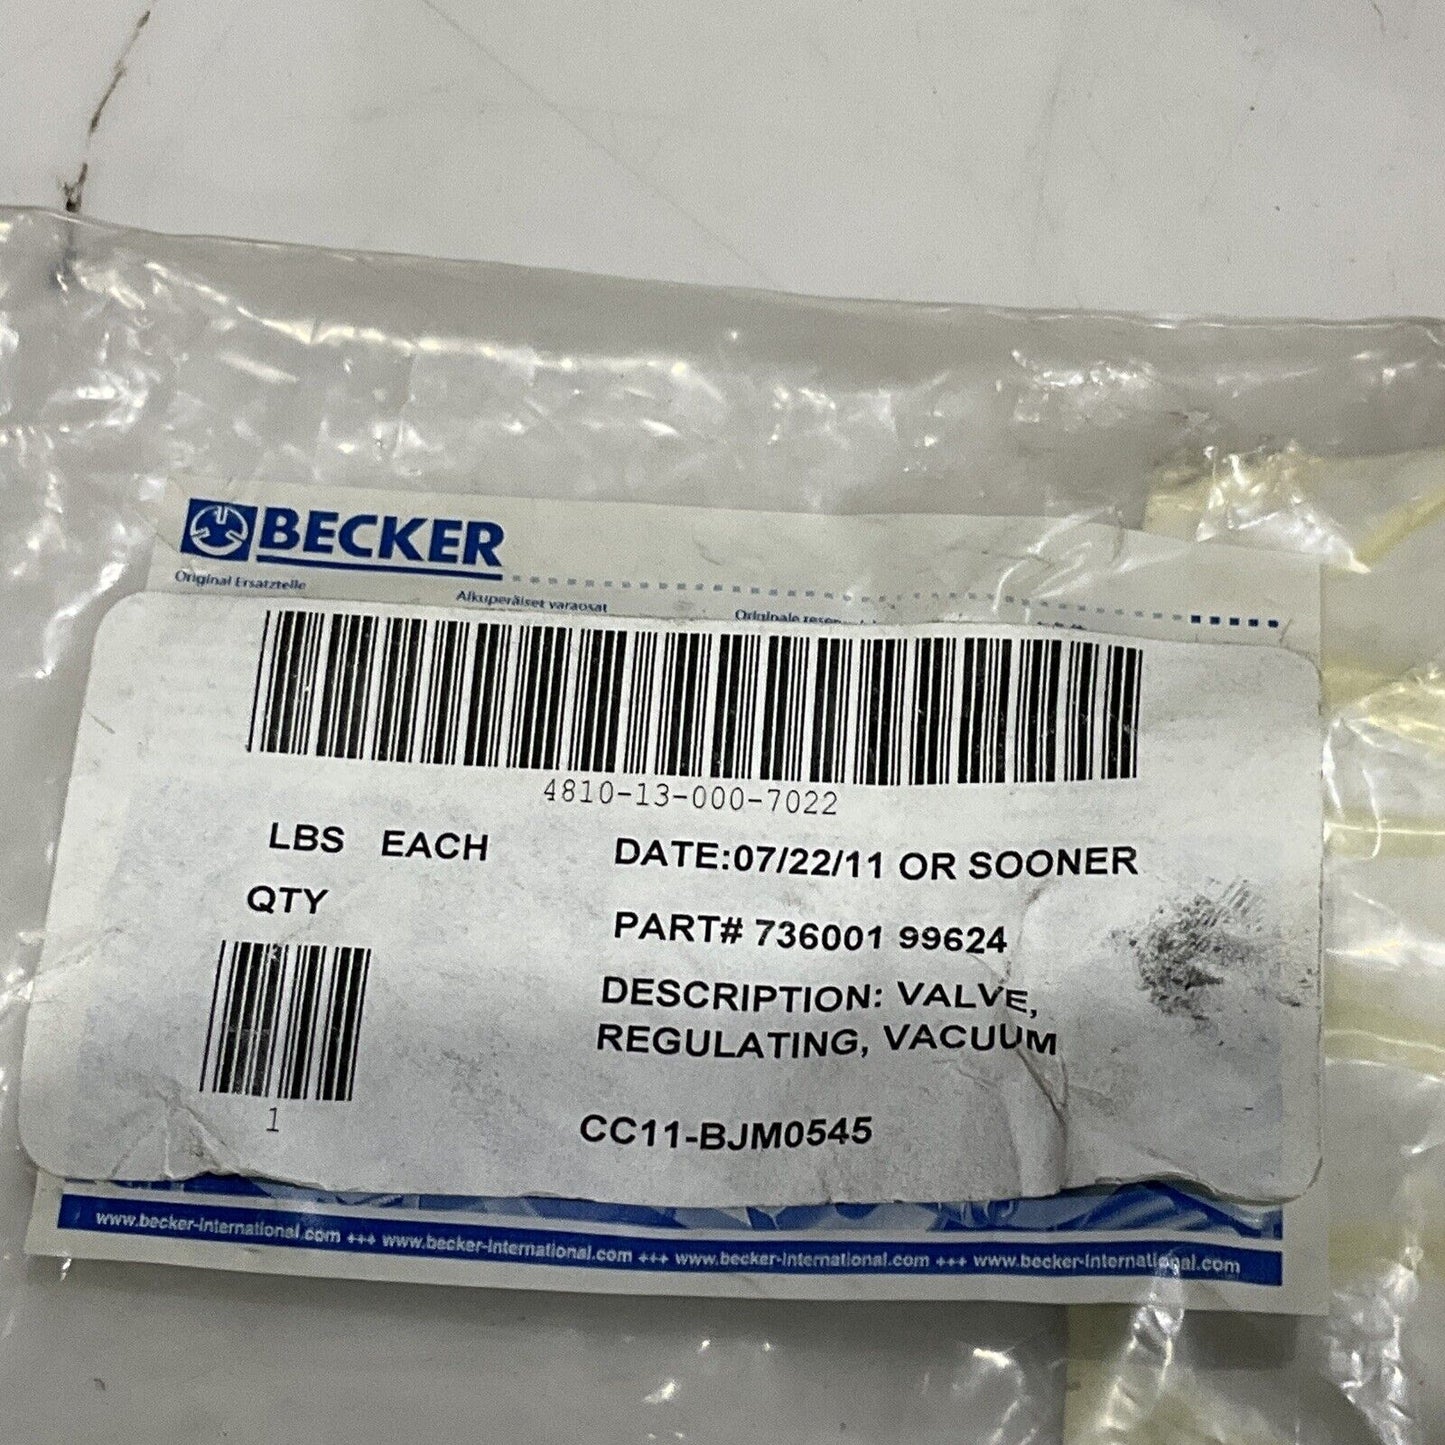 BECKER
Original Ersatzteile
Alkuperäiset varaosat
Originale
4810-13-000-7022
LBS EACH
DATE:07/22/11 OR SOONER
QTY
PART# 736001 99624
DESCRIPTION: VALVE,
REGULATING, VACUUM
1
CC11-BJM0545
www.becker-international.com +++ www.becker-international.com +++ www.becker-international.com +++ www.becker-international.com